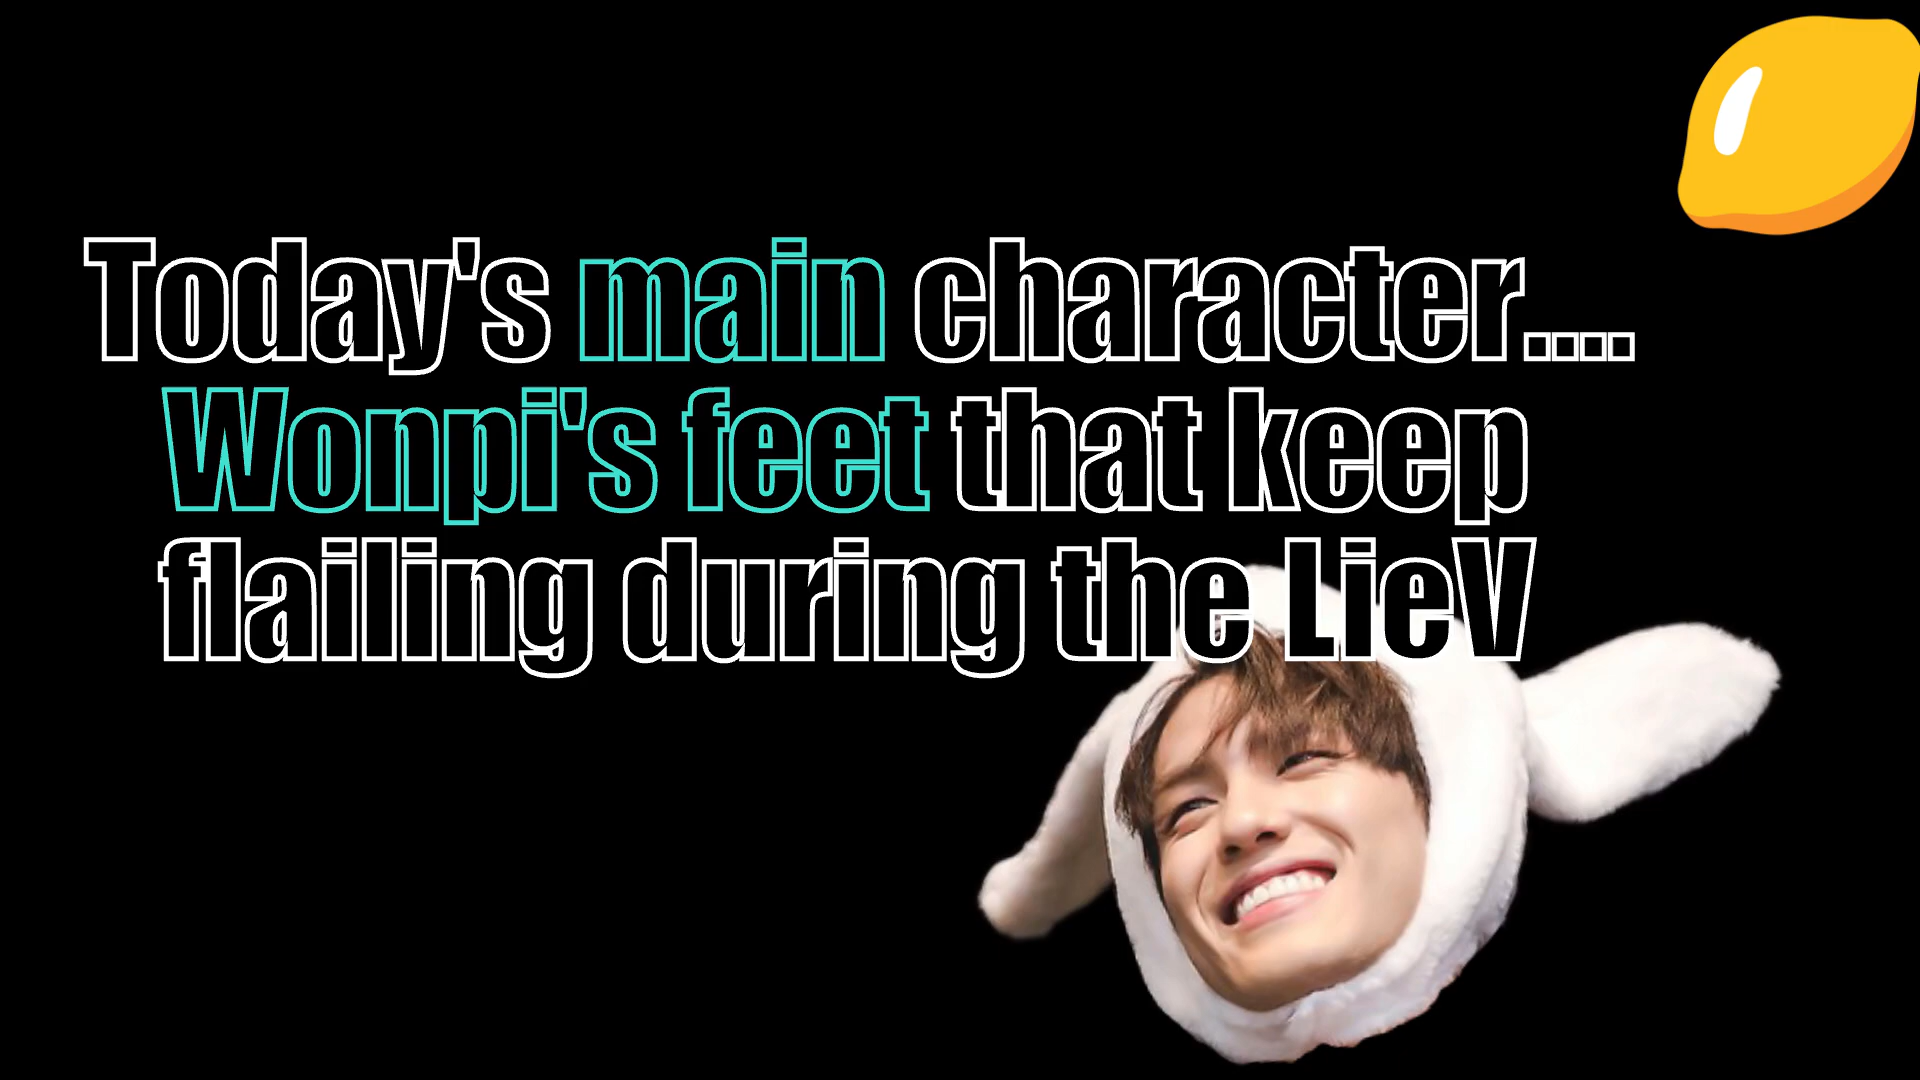 Today's main character....
Wonpi's feet that keep
flailing during the LieV